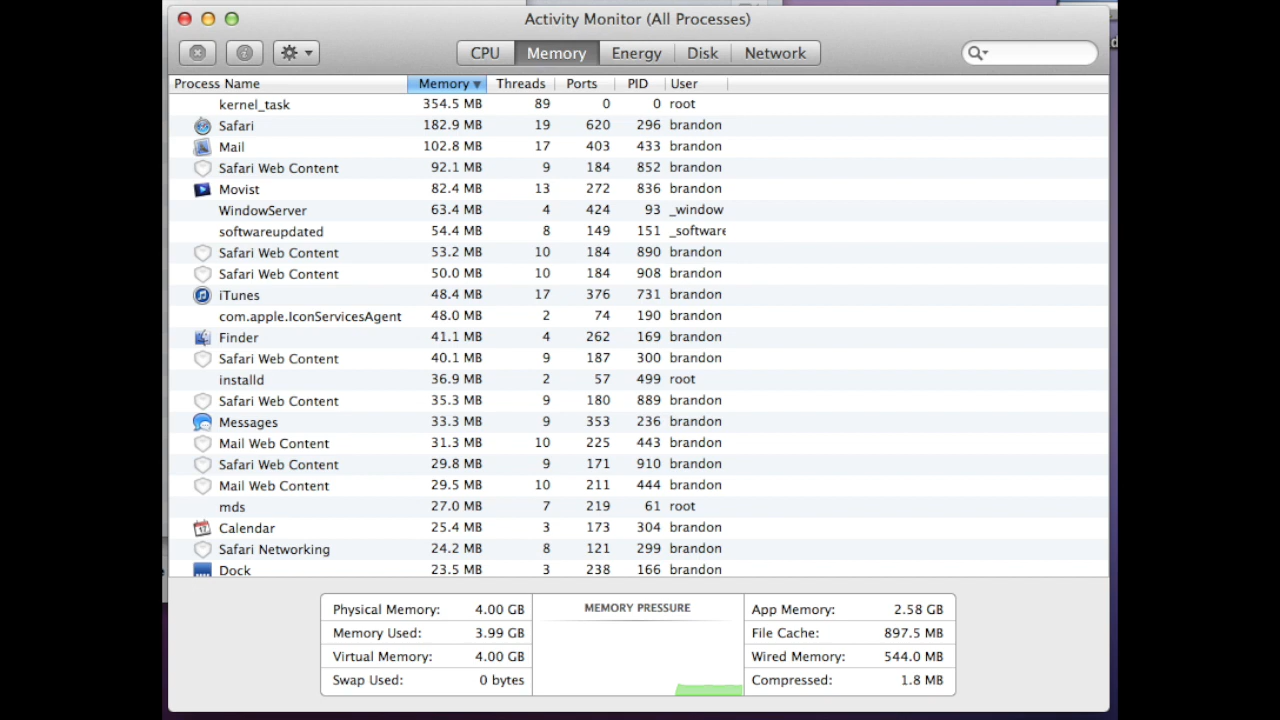 Activity Monitor (All Processes)
CPU Memory Energy Disk Network
Process Name Memory Threads Ports PID User
kernel_task 354.5 MB 89 0 0 root
Safari 182.9 MB 19 620 296 brandon
Mail 102.8 MB 17 403 433 brandon
Safari Web Content 92.1 MB 9 184 852 brandon
Movist 82.4 MB 13 272 836 brandon
WindowServer 63.4 MB 4 424 93 _window
softwareupdated 54.4 MB 8 149 151 _software
Safari Web Content 53.2 MB 10 184 890 brandon
Safari Web Content 50.0 MB 10 184 908 brandon
iTunes 48.4 MB 17 376 731 brandon
com.apple.IconServicesAgent 48.0 MB 2 74 190 brandon
Finder 41.1 MB 4 262 169 brandon
Safari Web Content 40.1 MB 9 187 300 brandon
installd 36.9 MB 2 57 499 root
Safari Web Content 35.3 MB 9 180 889 brandon
Messages 33.3 MB 9 353 236 brandon
Mail Web Content 31.3 MB 10 225 443 brandon
Safari Web Content 29.8 MB 9 171 910 brandon
Mail Web Content 29.5 MB 10 211 444 brandon
mds 27.0 MB 7 219 61 root
17 Calendar 25.4 MB 3 173 304 brandon
Safari Networking 24.2 MB 8 121 299 brandon
Dock 23.5 MB 3 238 166 brandon
Physical Memory: 4.00 GB
Memory Used: 3.99 GB
Virtual Memory: 4.00 GB
Swap Used: 0 bytes
MEMORY PRESSURE
App Memory: 2.58 GB
File Cache: 897.5 MB
Wired Memory: 544.0 MB
Compressed: 1.8 MB